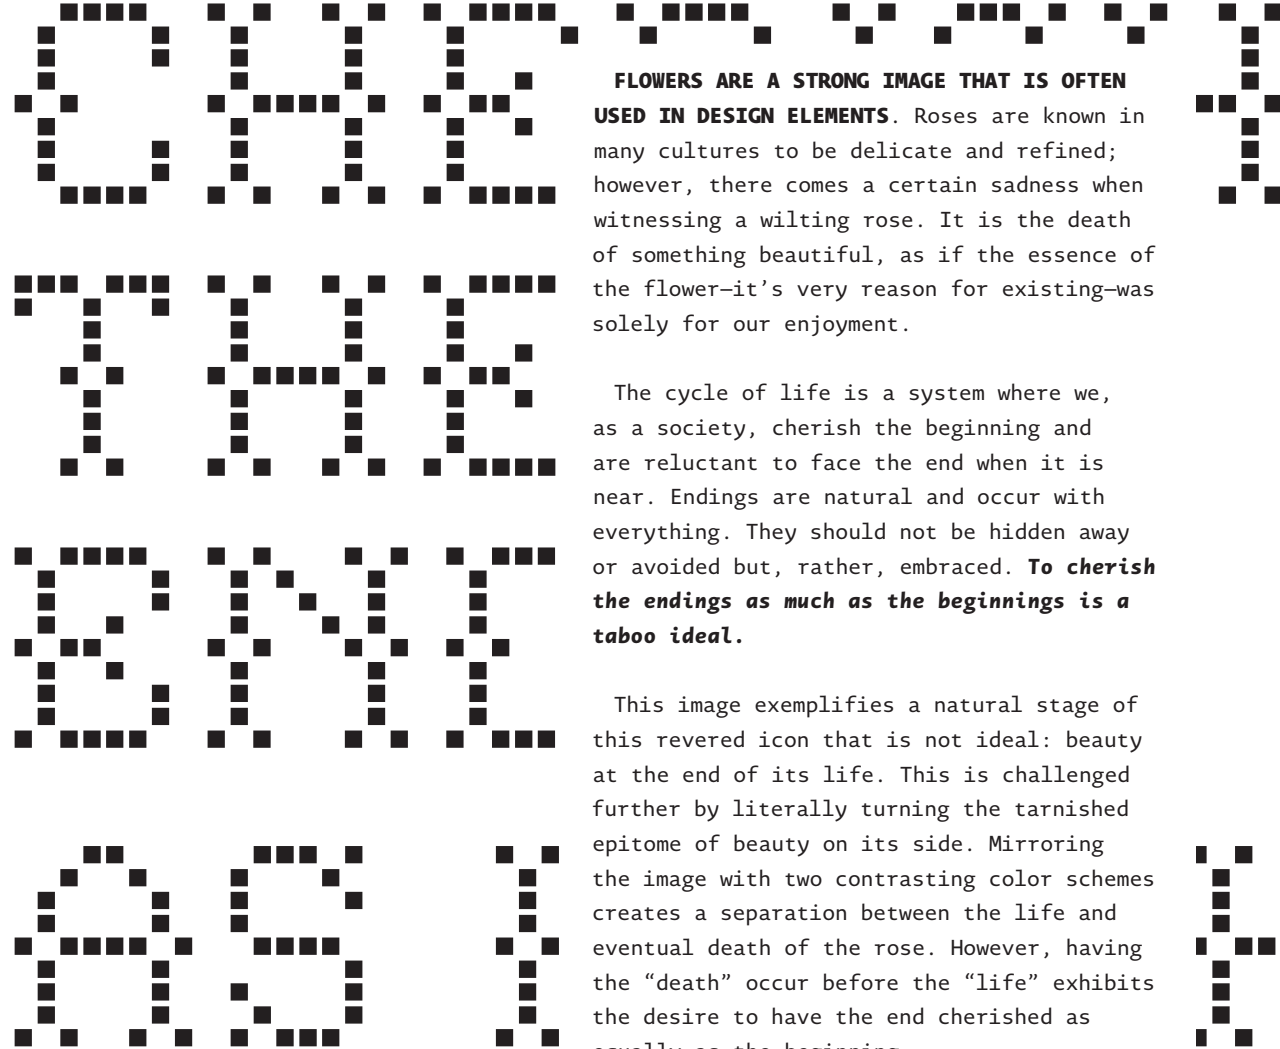 CHE
THE
AS
FLOWERS ARE A STRONG IMAGE THAT IS OFTEN
USED IN DESIGN ELEMENTS. Roses are known in
many cultures to be delicate and refined;
however, there comes a certain sadness when
witnessing a wilting rose. It is the death
of something beautiful, as if the essence of
the flower—it’s very reason for existing—was
solely for our enjoyment.
The cycle of life is a system where we,
as a society, cherish the beginning and
are reluctant to face the end when it is
near. Endings are natural and occur with
everything. They should not be hidden away
or avoided but, rather, embraced. To cherish
the endings as much as the beginnings is a
taboo ideal.
This image exemplifies a natural stage of
this revered icon that is not ideal: beauty
at the end of its life. This is challenged
further by literally turning the tarnished
epitome of beauty on its side. Mirroring
the image with two contrasting color schemes
creates a separation between the life and
eventual death of the rose. However, having
the “death” occur before the “life” exhibits
the desire to have the end cherished as
equally as the beginning.